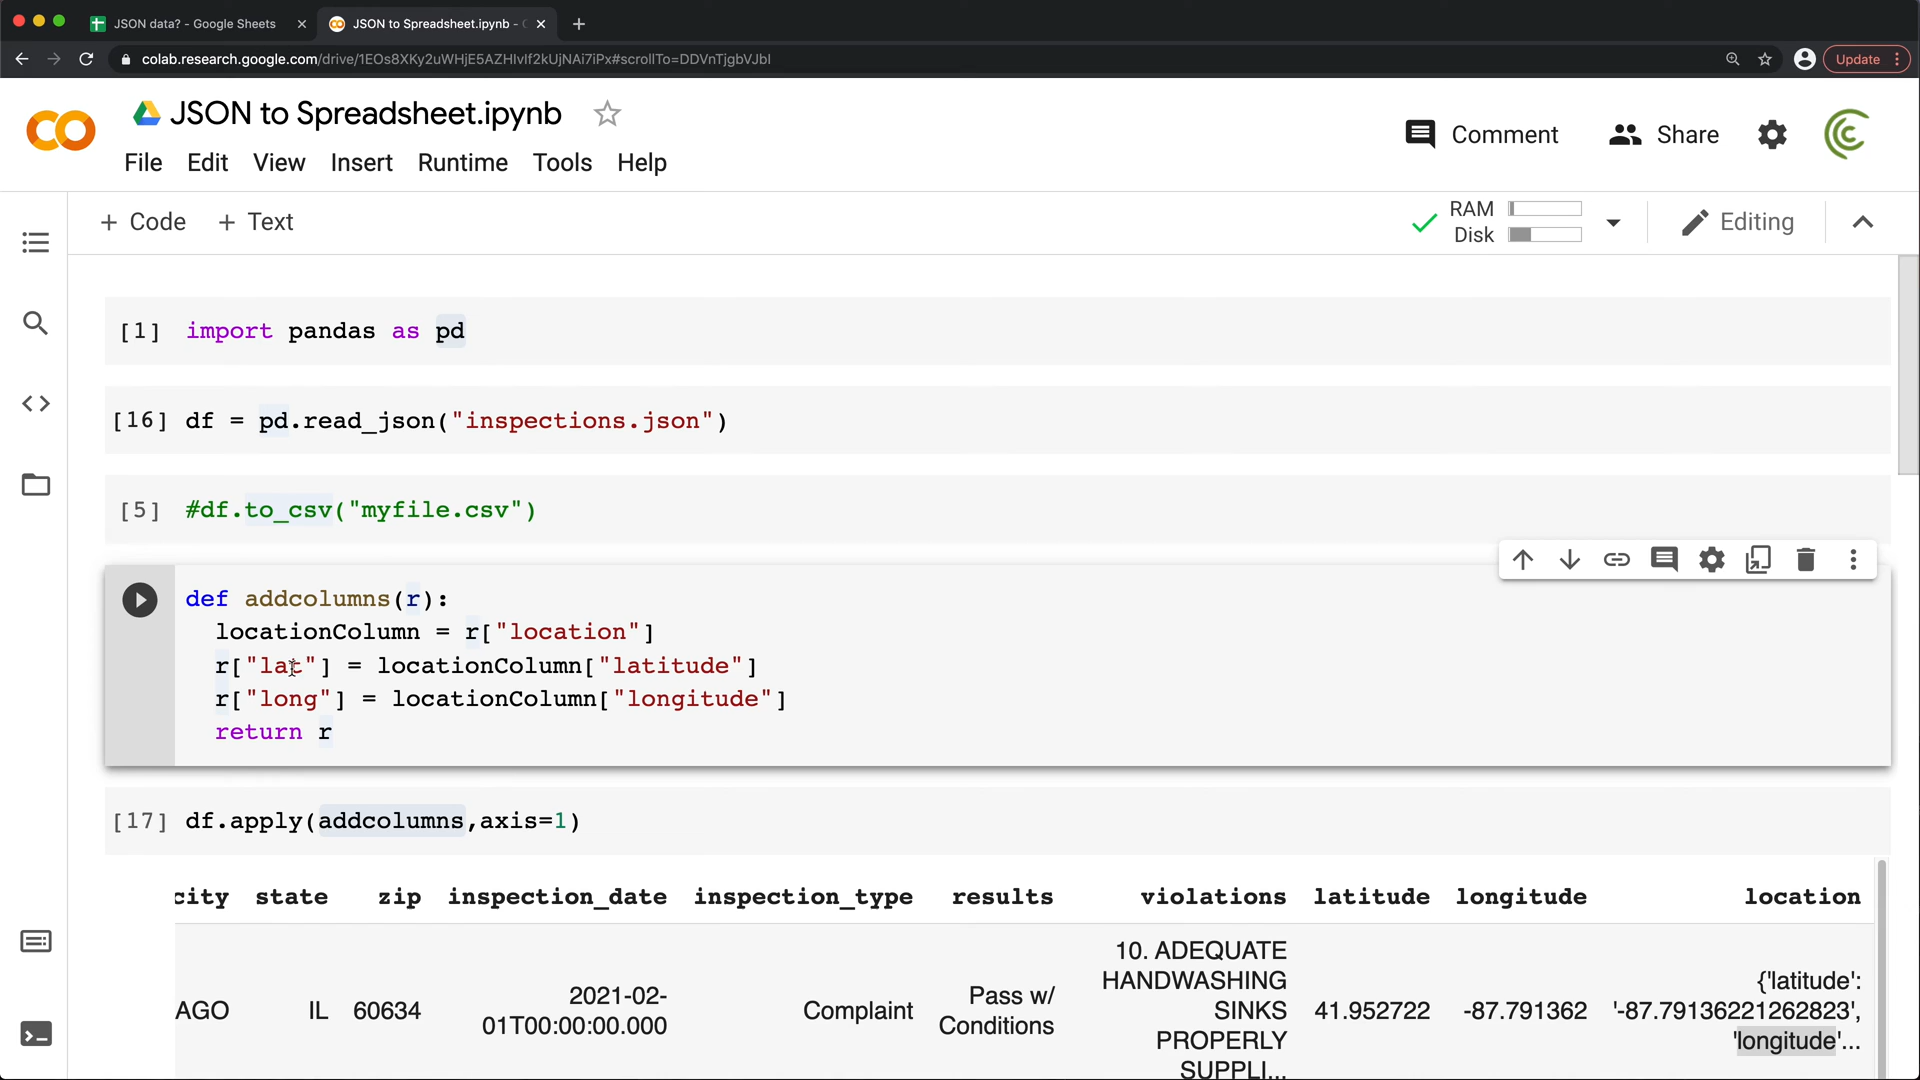 JSON data? - Google Sheets
JSON to Spreadsheet.ipynb -
colab.research.google.com/drive/1EOs8XKy2uWHjE5AZHIvIf2kUjNAi7iPx#scrollTo=DDVnTjgbVJbI
Update
JSON to Spreadsheet.ipynb
Comment
Share
File Edit View Insert Runtime Tools Help
+ Code + Text
RAM
Disk
Editing
[1] import pandas as pd
[16] df = pd.read_json("inspections.json")
[5] #df.to_csv("myfile.csv")
def addcolumns(r):
locationColumn = r["location"]
r["lat"] = locationColumn["latitude"]
r["long"] = locationColumn["longitude"]
return r
[17] df.apply(addcolumns,axis=1)
city state zip inspection_date inspection_type results violations latitude longitude location
10. ADEQUATE
HANDWASHING
SINKS
PROPERLY
SUPPLI...
AGO IL 60634
2021-02-
01T00:00:00.000
Complaint
Pass w/
Conditions
41.952722 -87.791362
{'latitude':
'-87.79136221262823',
'longitude'...